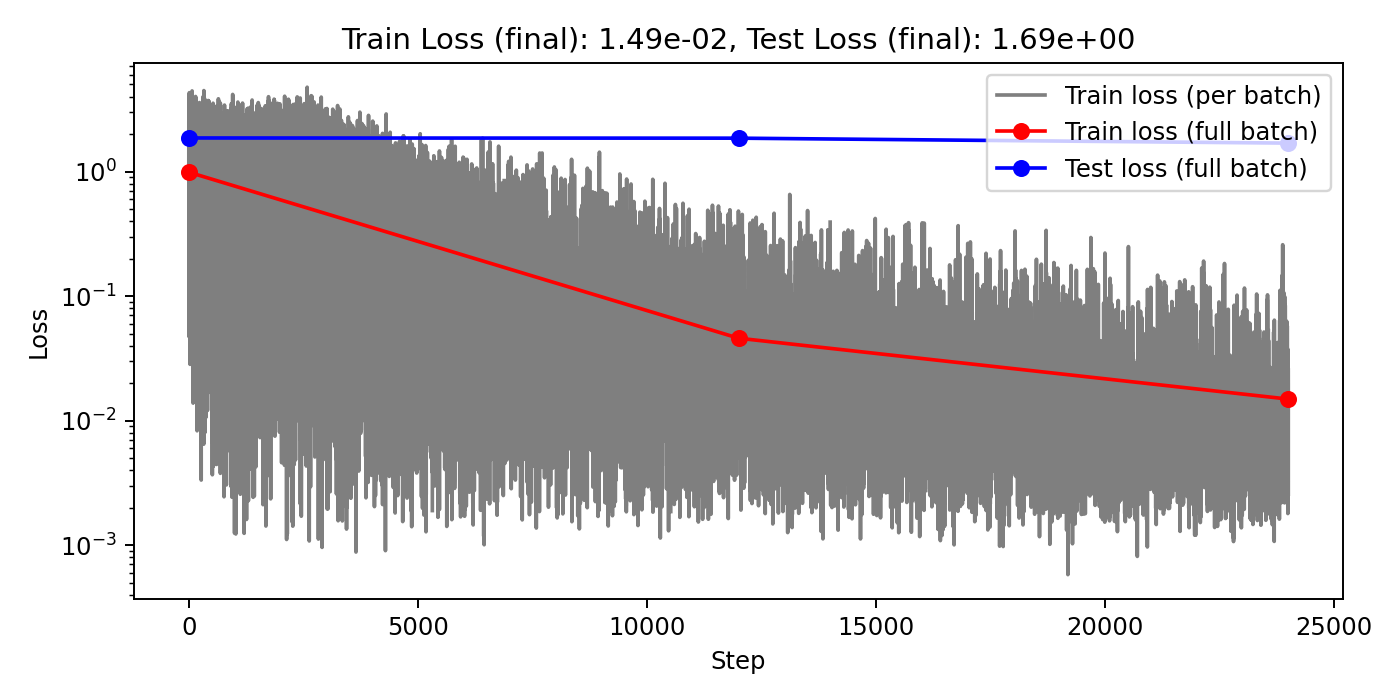 Train Loss (final): 1.49e-02, Test Loss (final): 1.69e+00
Train loss (per batch)
Train loss (full batch)
Test loss (full batch)
Loss
10⁰
10⁻¹
10⁻²
10⁻³
0 5000 10000 15000 20000 25000
Step